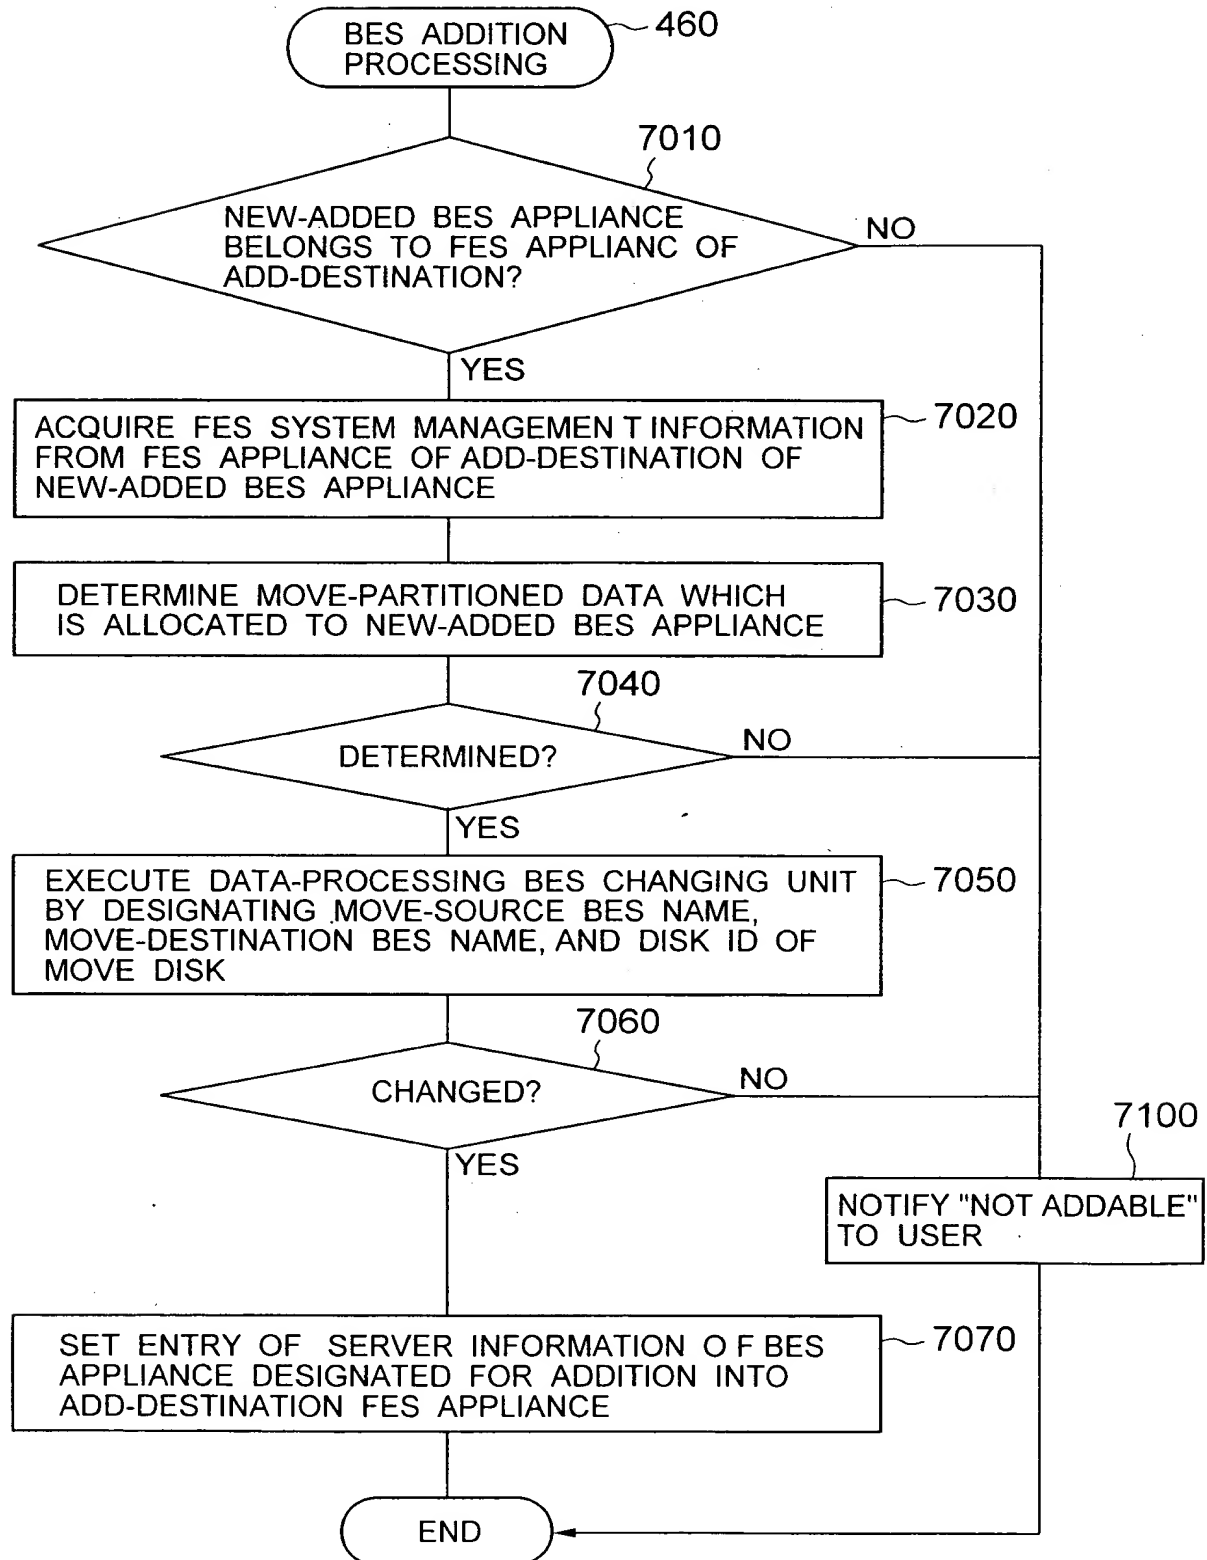 BES ADDITION
PROCESSING
460
7010
NEW-ADDED BES APPLIANCE
BELONGS TO FES APPLIANC OF
ADD-DESTINATION?
NO
YES
7020
ACQUIRE FES SYSTEM MANAGEMEN T INFORMATION
FROM FES APPLIANCE OF ADD-DESTINATION OF
NEW-ADDED BES APPLIANCE
7030
DETERMINE MOVE-PARTITIONED DATA WHICH
IS ALLOCATED TO NEW-ADDED BES APPLIANCE
7040
DETERMINED?
NO
YES
7050
EXECUTE DATA-PROCESSING BES CHANGING UNIT
BY DESIGNATING MOVE-SOURCE BES NAME,
MOVE-DESTINATION BES NAME, AND DISK ID OF
MOVE DISK
7060
CHANGED?
NO
YES
7100
NOTIFY "NOT ADDABLE"
TO USER
7070
SET ENTRY OF SERVER INFORMATION O F BES
APPLIANCE DESIGNATED FOR ADDITION INTO
ADD-DESTINATION FES APPLIANCE
END